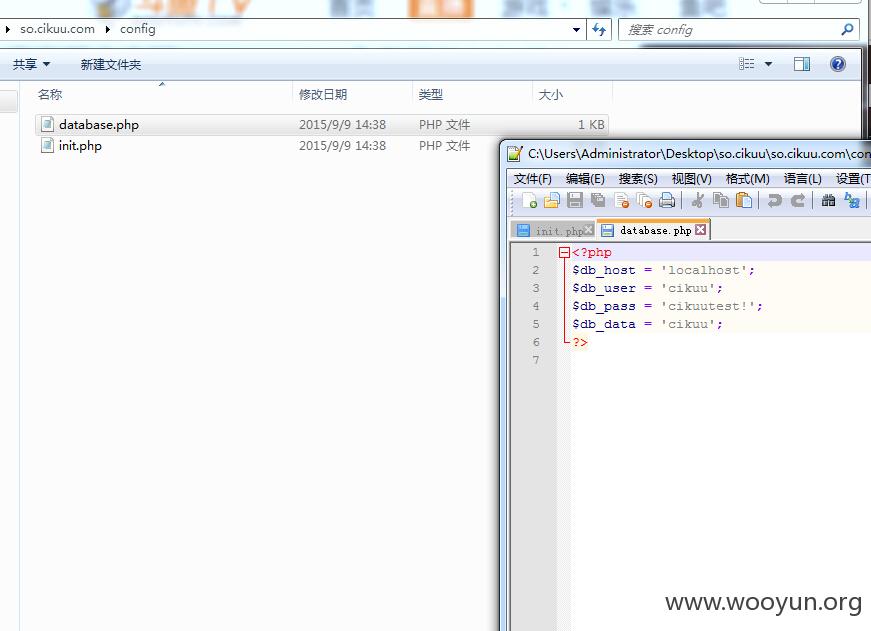 so.cikuu.com config
搜索 config
共享 新建文件夹
名称 修改日期 类型 大小
database.php 2015/9/9 14:38 PHP 文件 1 KB
init.php 2015/9/9 14:38 PHP 文件
C:\Users\Administrator\Desktop\so.cikuu\so.cikuu.com\con
文件(F) 编辑(E) 搜索(S) 视图(V) 格式(M) 语言(L) 设置(T
init.php database.php
1 <?php
2 $db_host = 'localhost';
3 $db_user = 'cikuu';
4 $db_pass = 'cikuutest!';
5 $db_data = 'cikuu';
6 ?>
7
www.wooyun.org